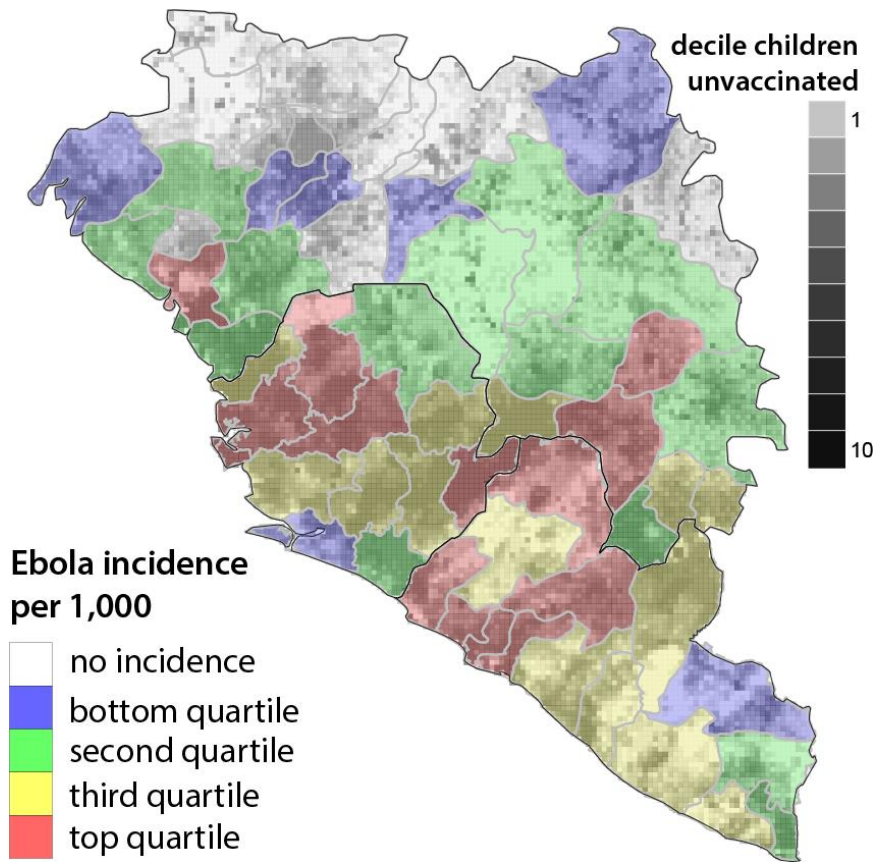 decile children
unvaccinated
1
10
Ebola incidence
per 1,000
no incidence
bottom quartile
second quartile
third quartile
top quartile